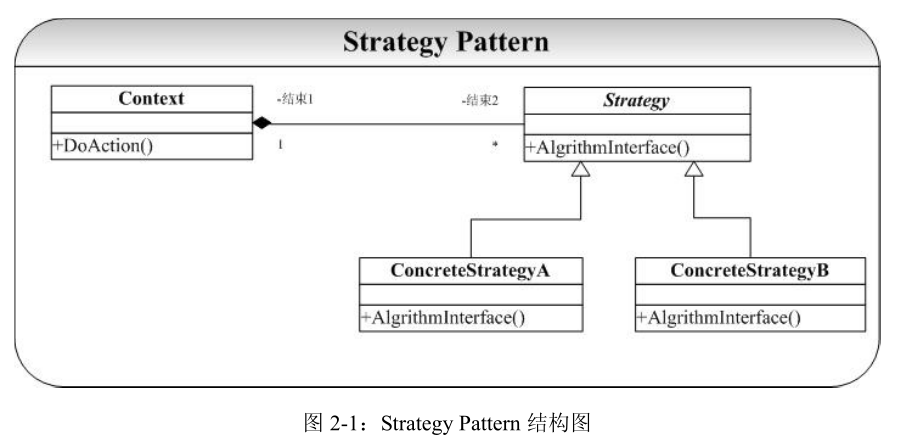 Strategy Pattern
Context
+DoAction()
-结束1
1
-结束2
*
Strategy
+AlgrithmInterface()
ConcreteStrategyA
+AlgrithmInterface()
ConcreteStrategyB
+AlgrithmInterface()
图 2-1：Strategy Pattern 结构图